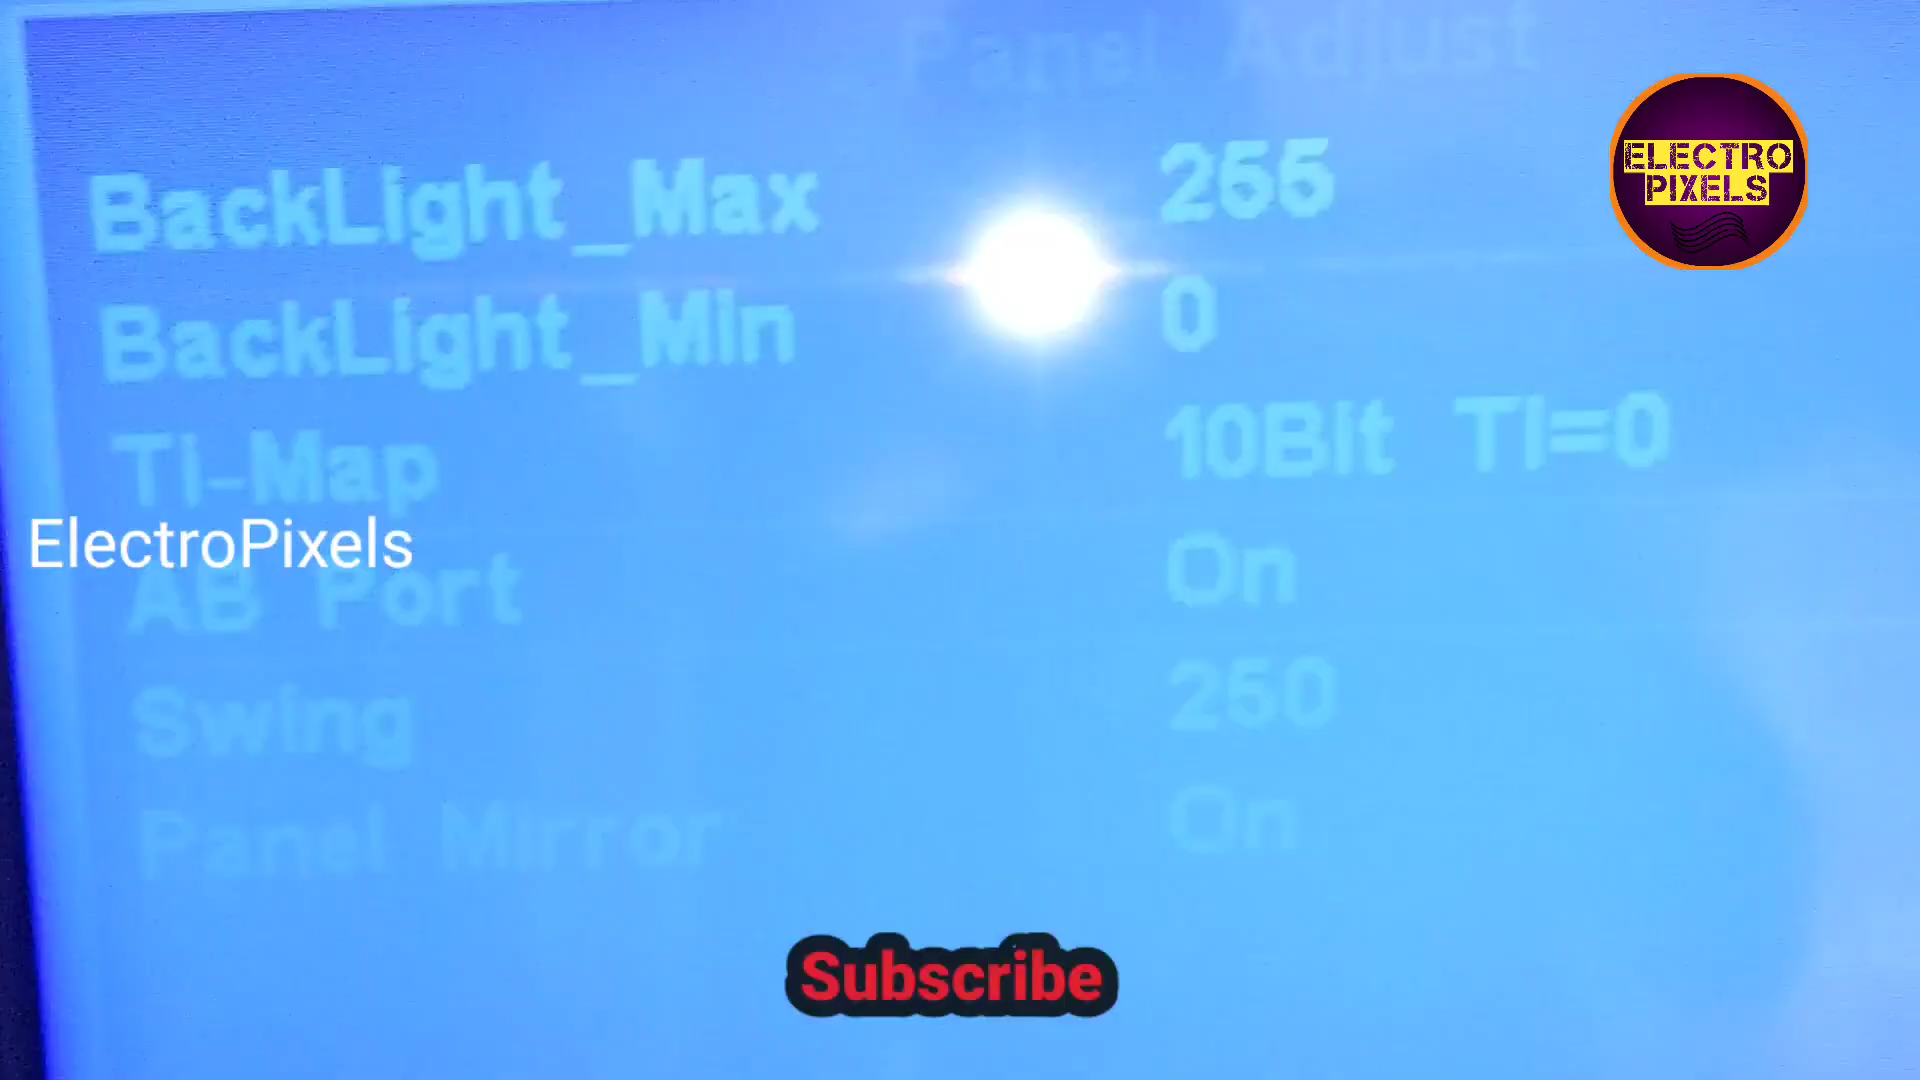 Panel Adjust
BackLight_Max 255
BackLight_Min 0
Ti-Map 10Bit TI=0
AB Port On
Swing 250
Panel Mirror On
ELECTRO
PIXELS
ElectroPixels
Subscribe